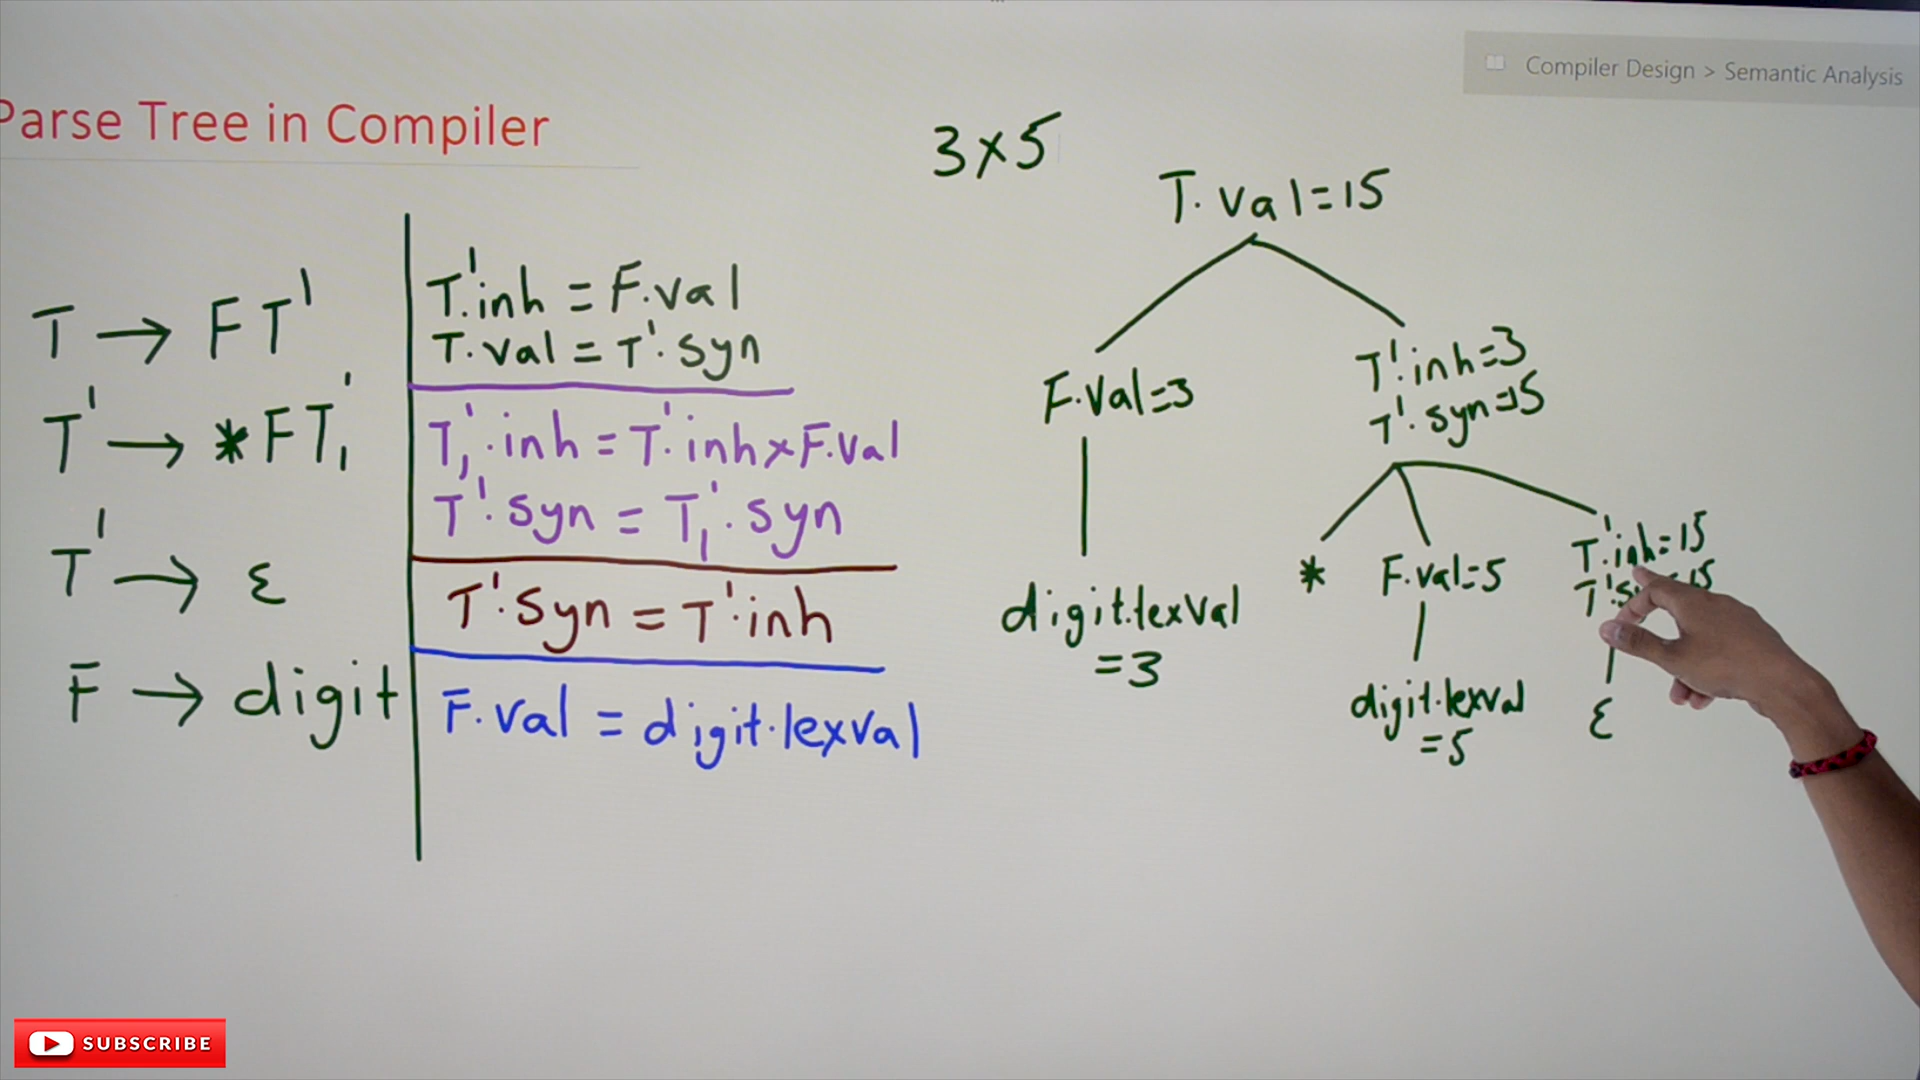 Compiler Design > Semantic Analysis
Parse Tree in Compiler
3×5
T → FT'
T' → *FT₁'
T' → ε
F → digit
T'.inh = F.val
T.val = T'.syn
T₁'.inh = T'.inh×F.val
T'.syn = T₁'.syn
T'.syn = T'.inh
F.val = digit.lexval
T.val=15
F.val=3
T'.inh=3
T'.syn=15
digit.lexval
=3
*
F.val=5
T'.inh=15
digit.lexval
=5
ε
SUBSCRIBE